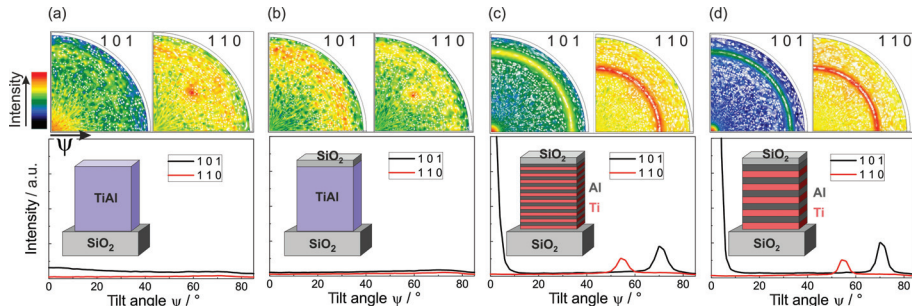 (a)
(b)
(c)
(d)
1 0 1
1 1 0
1 0 1
1 1 0
1 0 1
1 1 0
1 0 1
1 1 0
Intensity
Ψ
Intensity / a.u.
TiAl
SiO2
1 0 1
1 1 0
SiO2
TiAl
SiO2
1 0 1
1 1 0
SiO2
Al
Ti
SiO2
1 0 1
1 1 0
SiO2
Al
Ti
SiO2
1 0 1
1 1 0
0 20 40 60 80
Tilt angle ψ / °
0 20 40 60 80
Tilt angle ψ / °
0 20 40 60 80
Tilt angle ψ / °
0 20 40 60 80
Tilt angle ψ / °